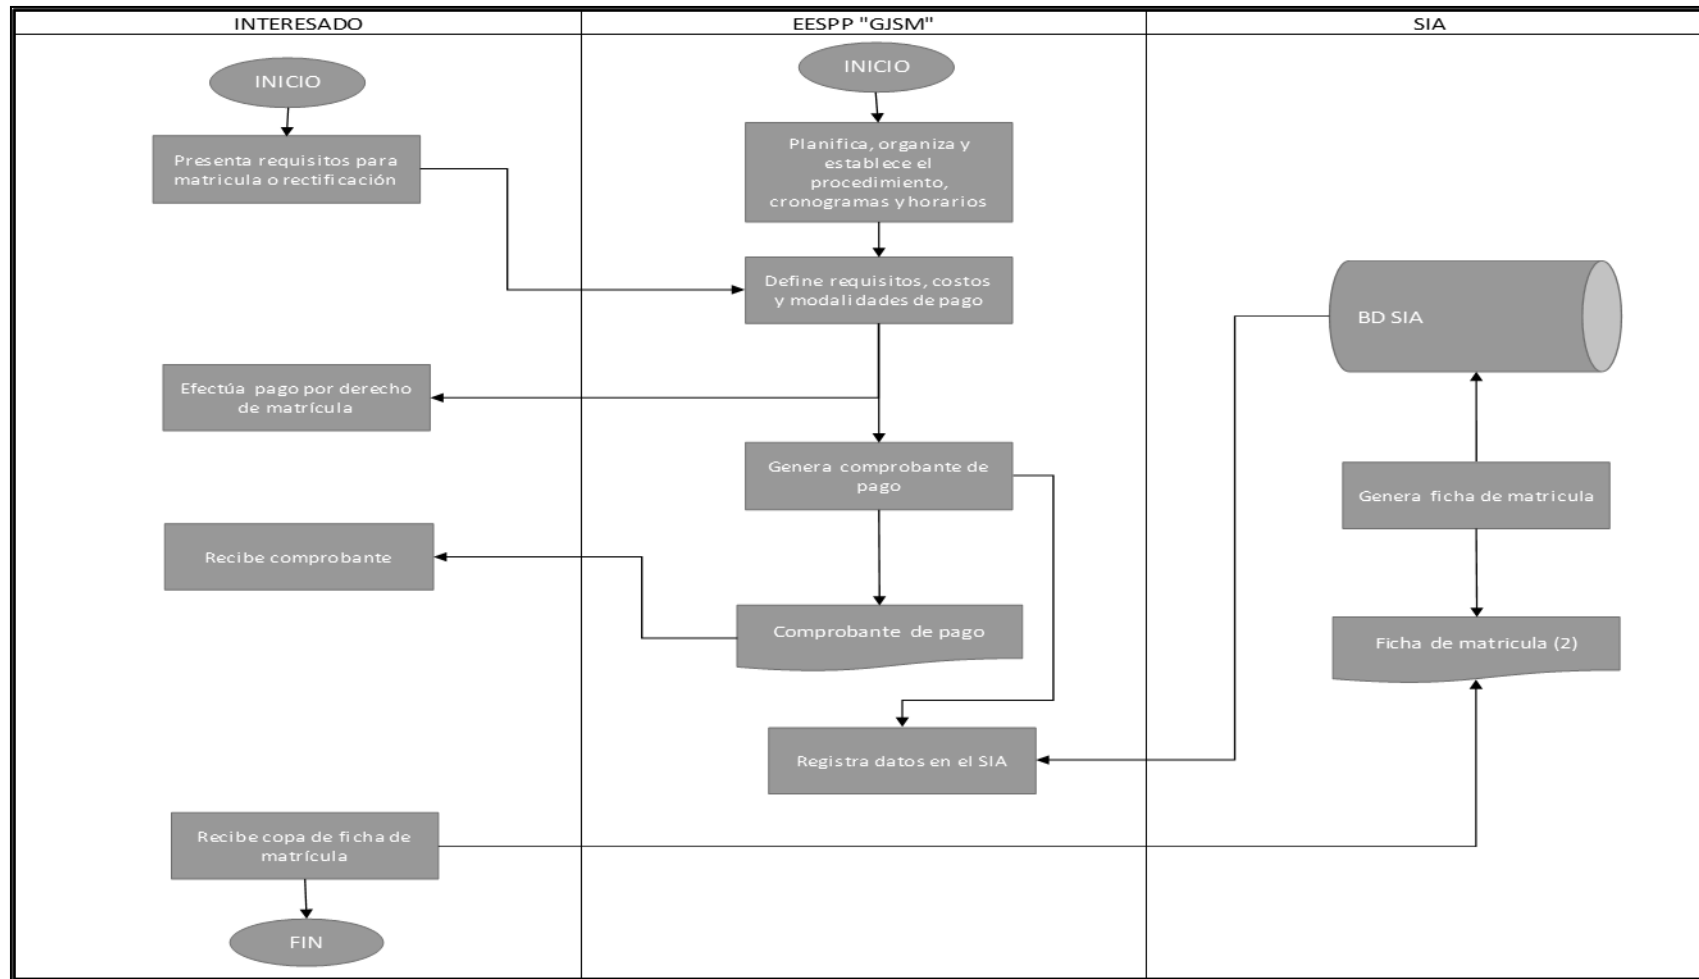 INTERESADO
EESPP "GJSM"
SIA
INICIO
Presenta requisitos para
matricula o rectificación
Efectúa pago por derecho
de matrícula
Recibe comprobante
Recibe copa de ficha de
matrícula
FIN
INICIO
Planifica, organiza y
establece el
procedimiento,
cronogramas y horarios
Define requisitos, costos
y modalidades de pago
Genera comprobante de
pago
Comprobante de pago
Registra datos en el SIA
BD SIA
Genera ficha de matricula
Ficha de matricula (2)